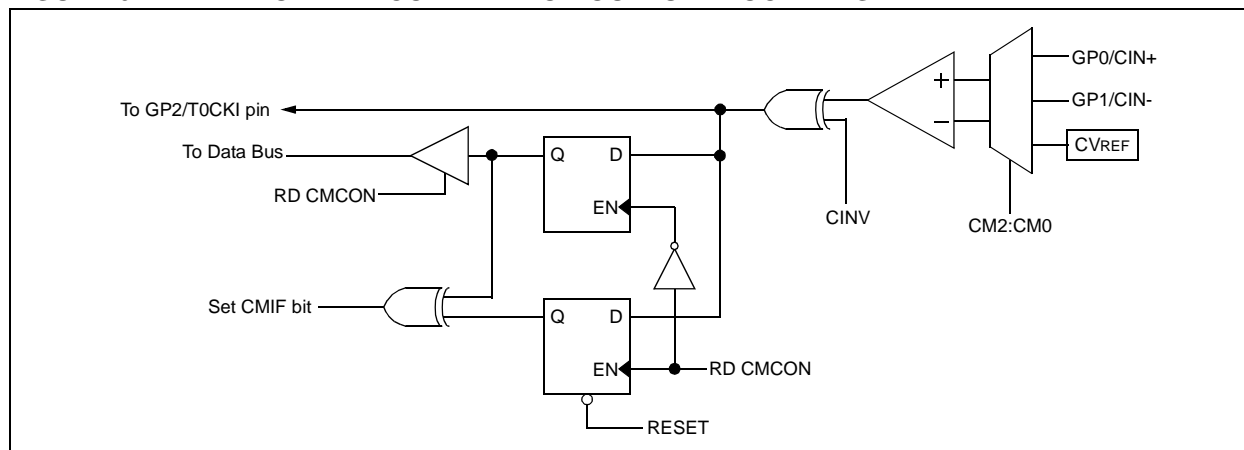 GP0/CIN+
To GP2/T0CKI pin
GP1/CIN-
To Data Bus
Q D
CVREF
RD CMCON
EN
CINV
CM2:CM0
Set CMIF bit
Q D
EN
RD CMCON
RESET